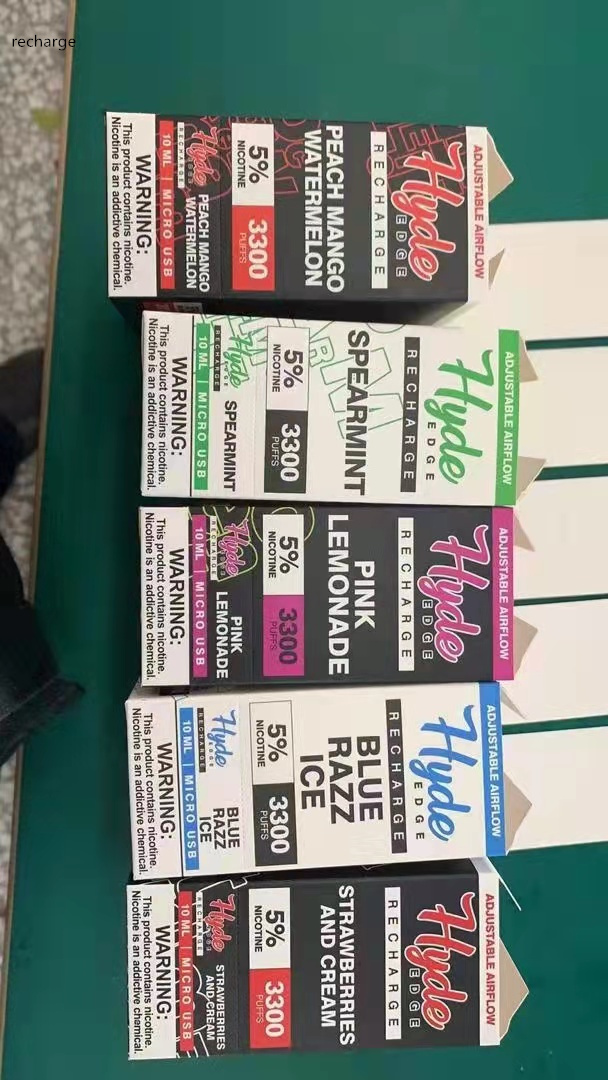 recharge
ADJUSTABLE AIRFLOW
Hyde
EDGE
RECHARGE
PEACH MANGO
WATERMELON
5%
NICOTINE
3300
PUFFS
Hyde
EDGE
RECHARGE
PEACH MANGO
WATERMELON
10 ML | MICRO USB
WARNING:
This product contains nicotine.
Nicotine is an addictive chemical.
ADJUSTABLE AIRFLOW
Hyde
EDGE
RECHARGE
SPEARMINT
5%
NICOTINE
3300
PUFFS
Hyde
EDGE
RECHARGE
SPEARMINT
10 ML | MICRO USB
WARNING:
This product contains nicotine.
Nicotine is an addictive chemical.
ADJUSTABLE AIRFLOW
Hyde
EDGE
RECHARGE
PINK
LEMONADE
5%
NICOTINE
3300
PUFFS
Hyde
EDGE
RECHARGE
PINK
LEMONADE
10 ML | MICRO USB
WARNING:
This product contains nicotine.
Nicotine is an addictive chemical.
ADJUSTABLE AIRFLOW
Hyde
EDGE
RECHARGE
BLUE
RAZZ
ICE
5%
NICOTINE
3300
PUFFS
Hyde
EDGE
RECHARGE
BLUE
RAZZ
ICE
10 ML | MICRO USB
WARNING:
This product contains nicotine.
Nicotine is an addictive chemical.
ADJUSTABLE AIRFLOW
Hyde
EDGE
RECHARGE
STRAWBERRIES
AND CREAM
5%
NICOTINE
3300
PUFFS
Hyde
EDGE
RECHARGE
STRAWBERRIES
AND CREAM
10 ML | MICRO USB
WARNING:
This product contains nicotine.
Nicotine is an addictive chemical.